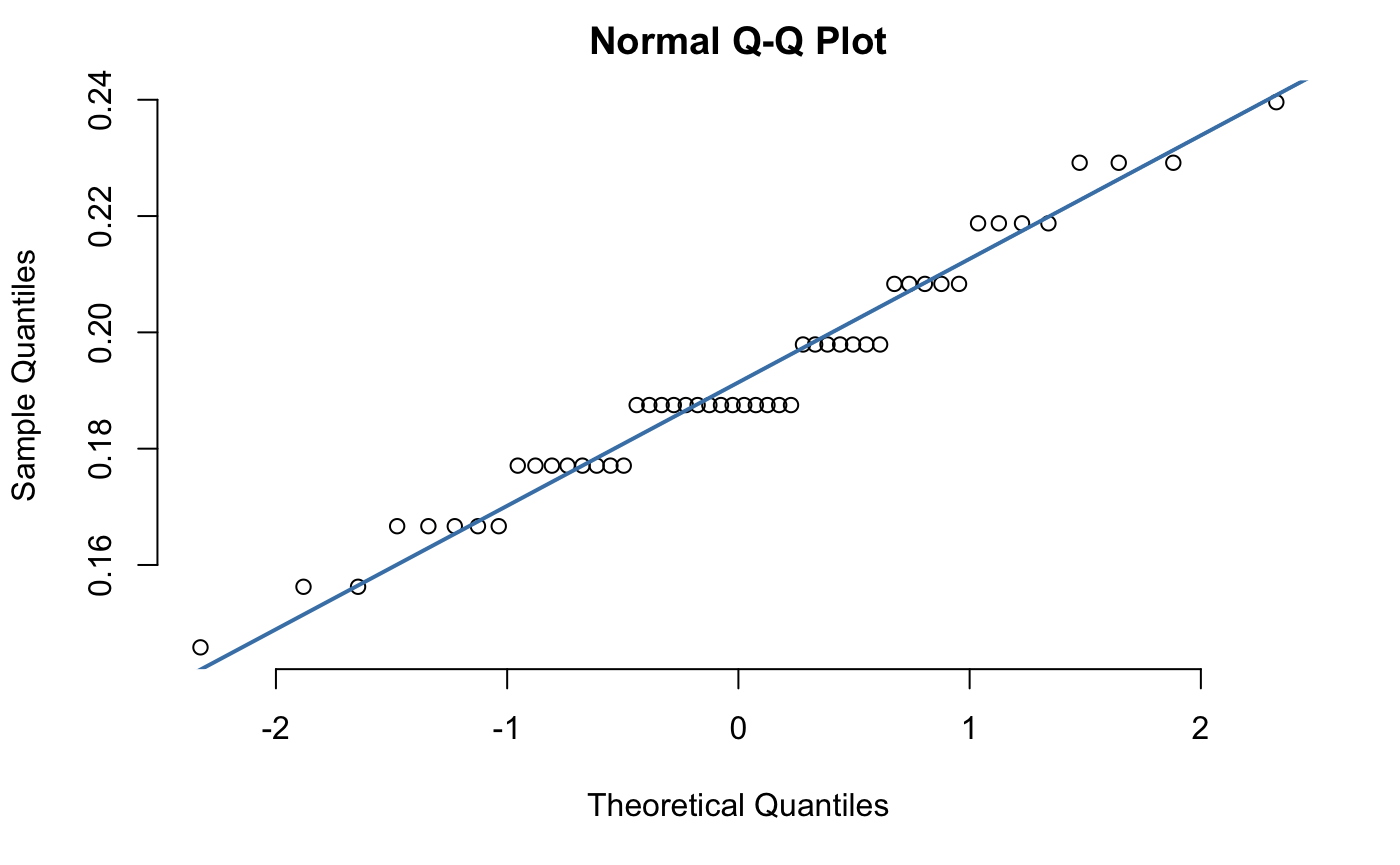 Normal Q-Q Plot
Sample Quantiles
0.24
0.22
0.20
0.18
0.16
-2 -1 0 1 2
Theoretical Quantiles